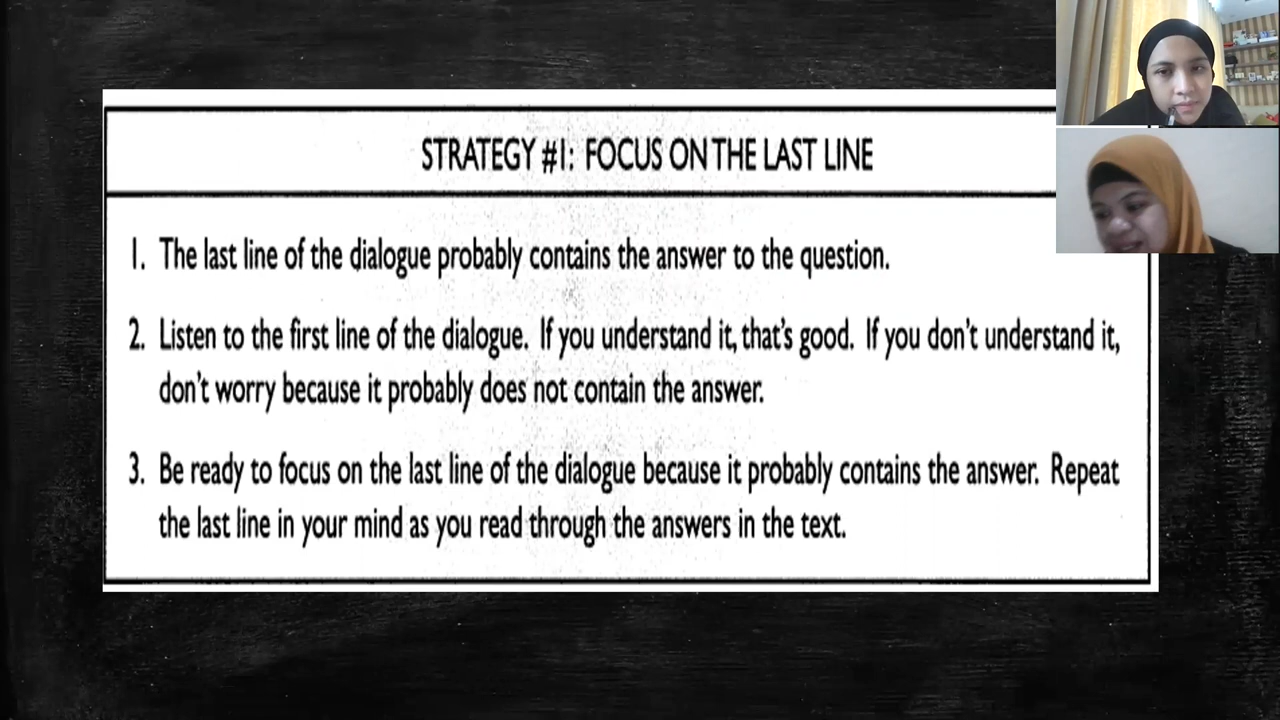 STRATEGY #1: FOCUS ON THE LAST LINE
1. The last line of the dialogue probably contains the answer to the question.
2. Listen to the first line of the dialogue. If you understand it, that's good. If you don't understand it,
don't worry because it probably does not contain the answer.
3. Be ready to focus on the last line of the dialogue because it probably contains the answer. Repeat
the last line in your mind as you read through the answers in the text.